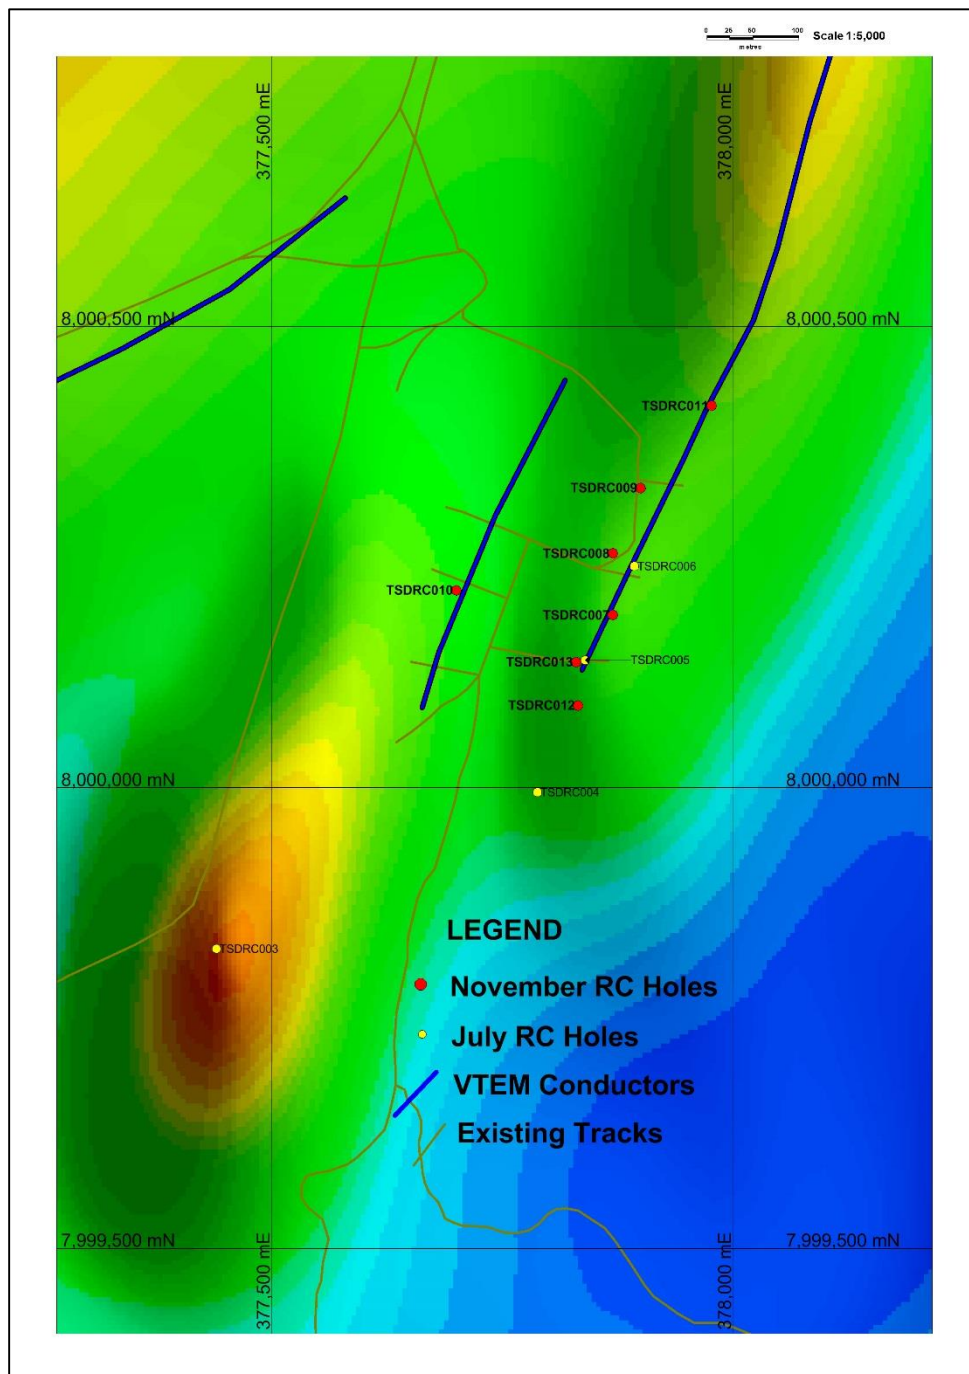 0 25 50 100
metres
Scale 1:5,000
377,500 mE
378,000 mE
8,000,500 mN
8,000,500 mN
TSDRC011
TSDRC009
TSDRC008
TSDRC006
TSDRC010
TSDRC007
TSDRC013
TSDRC005
TSDRC012
8,000,000 mN
8,000,000 mN
TSDRC004
LEGEND
TSDRC003
November RC Holes
July RC Holes
VTEM Conductors
Existing Tracks
7,999,500 mN
7,999,500 mN
377,500 mE
378,000 mE